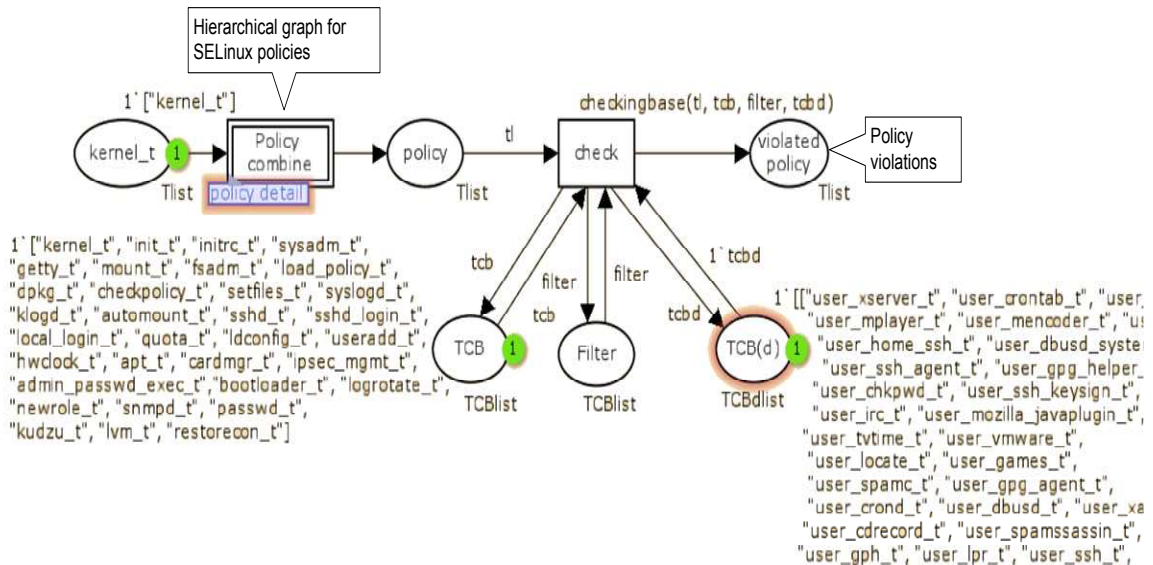 Hierarchical graph for
SELinux policies
1`["kernel_t"]
checkingbase(tl, tcb, filter, tcbd)
kernel_t
1
Policy
combine
policy
tl
check
violated
policy
Policy
violations
Tlist
policy detail
Tlist
Tlist
1`["kernel_t", "init_t", "initrc_t", "sysadm_t",
"getty_t", "mount_t", "fsadm_t", "load_policy_t",
"dpkg_t", "checkpolicy_t", "setfiles_t", "syslogd_t",
"klogd_t", "automount_t", "sshd_t", "sshd_login_t",
"local_login_t", "quota_t", "ldconfig_t", "useradd_t",
"hwclock_t", "apt_t", "cardmgr_t", "ipsec_mgmt_t",
"admin_passwd_exec_t","bootloader_t", "logrotate_t",
"newrole_t", "snmpd_t", "passwd_t",
"kudzu_t", "lvm_t", "restorecon_t"]
tcb
tcb
filter
filter
tcbd
1`tcbd
TCB
1
TCBlist
Filter
TCBlist
TCB(d)
1
TCBdlist
1`[["user_xserver_t", "user_crontab_t", "user_
"user_mplayer_t", "user_mencoder_t", "us
"user_home_ssh_t", "user_dbusd_system
"user_ssh_agent_t", "user_gpg_helper_
"user_chkpwd_t", "user_ssh_keysign_t",
"user_irc_t", "user_mozilla_javaplugin_t",
"user_tvtime_t", "user_vmware_t",
"user_locate_t", "user_games_t",
"user_spamc_t", "user_gpg_agent_t",
"user_crond_t", "user_dbusd_t", "user_xa
"user_cdrecord_t", "user_spamssassin_t",
"user_gph_t", "user_lpr_t", "user_ssh_t",